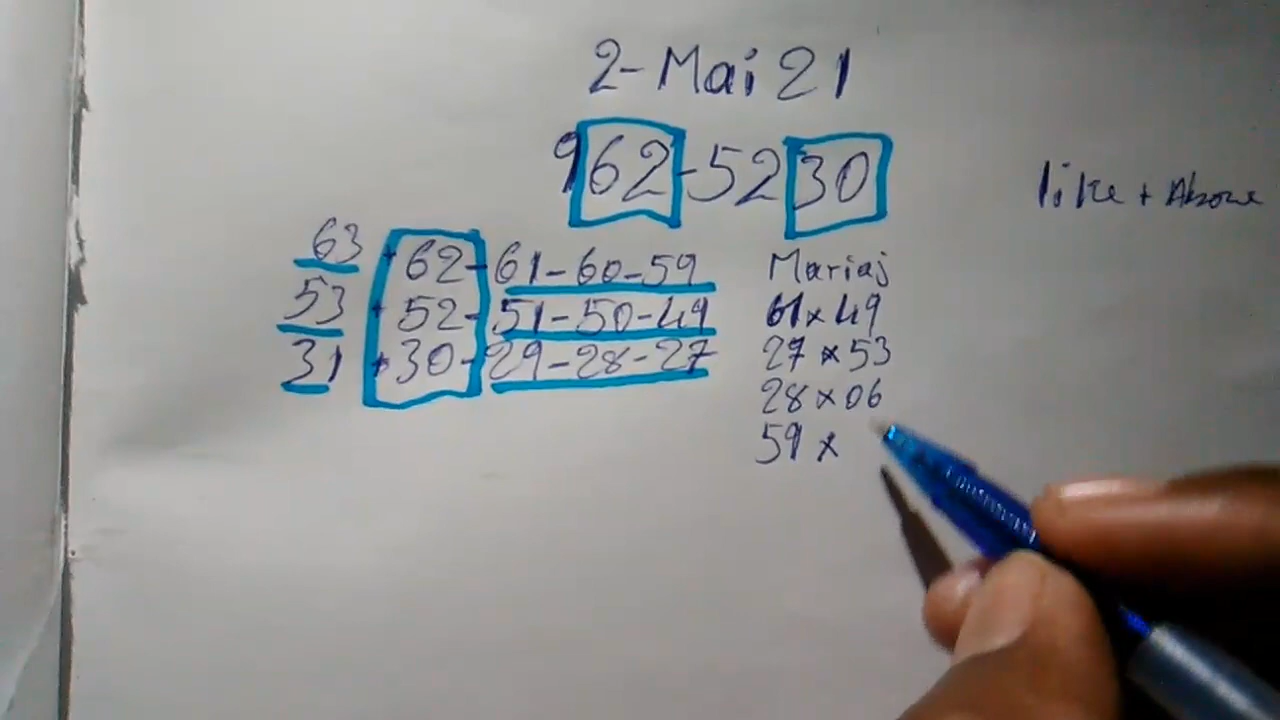 2-Mai 21
962-5230
like + Abone
63 + 62-61-60-59
53 + 52-51-50-49
31 + 30-29-28-27
Mariaj
61x49
27x53
28x06
59x